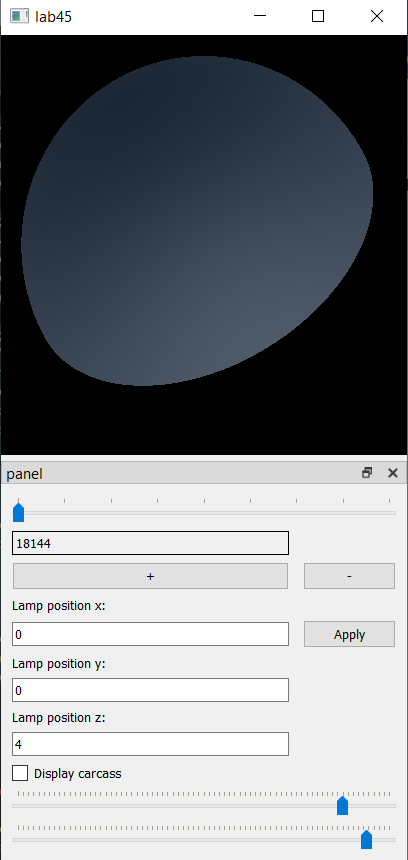 lab45
panel
18144
+ -
Lamp position x:
0 Apply
Lamp position y:
0
Lamp position z:
4
Display carcass